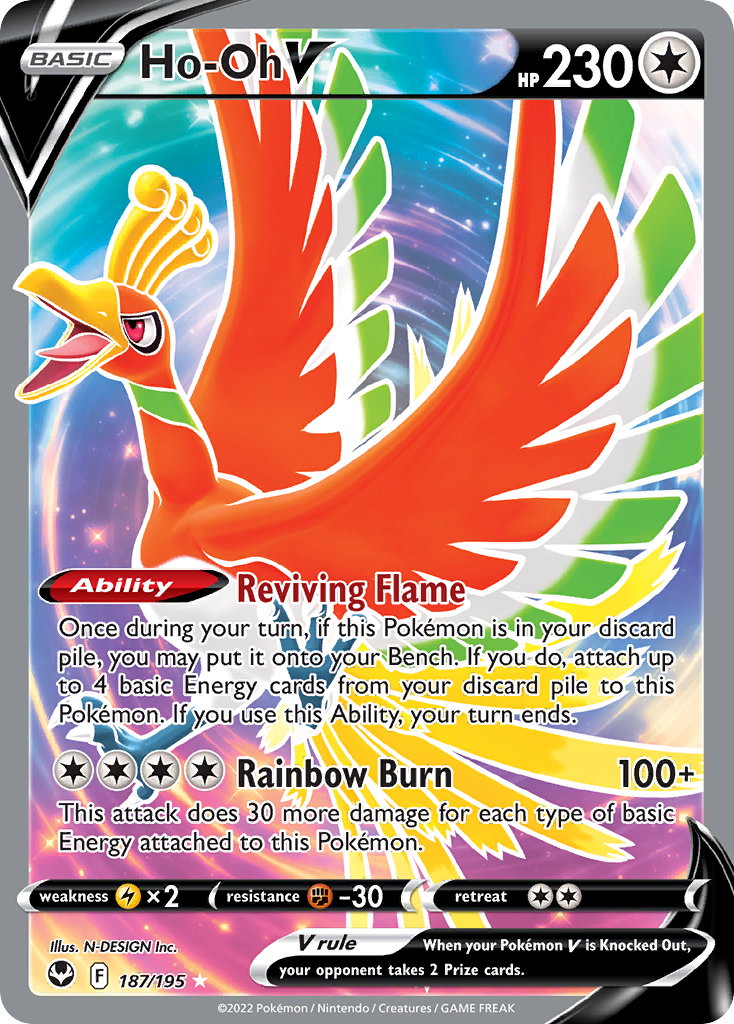 BASIC Ho-Oh V HP 230
Ability Reviving Flame
Once during your turn, if this Pokémon is in your discard
pile, you may put it onto your Bench. If you do, attach up
to 4 basic Energy cards from your discard pile to this
Pokémon. If you use this Ability, your turn ends.
Rainbow Burn 100+
This attack does 30 more damage for each type of basic
Energy attached to this Pokémon.
weakness ×2 resistance -30 retreat
Illus. N-DESIGN Inc.
V rule When your Pokémon V is Knocked Out,
your opponent takes 2 Prize cards.
F 187/195
©2022 Pokémon / Nintendo / Creatures / GAME FREAK